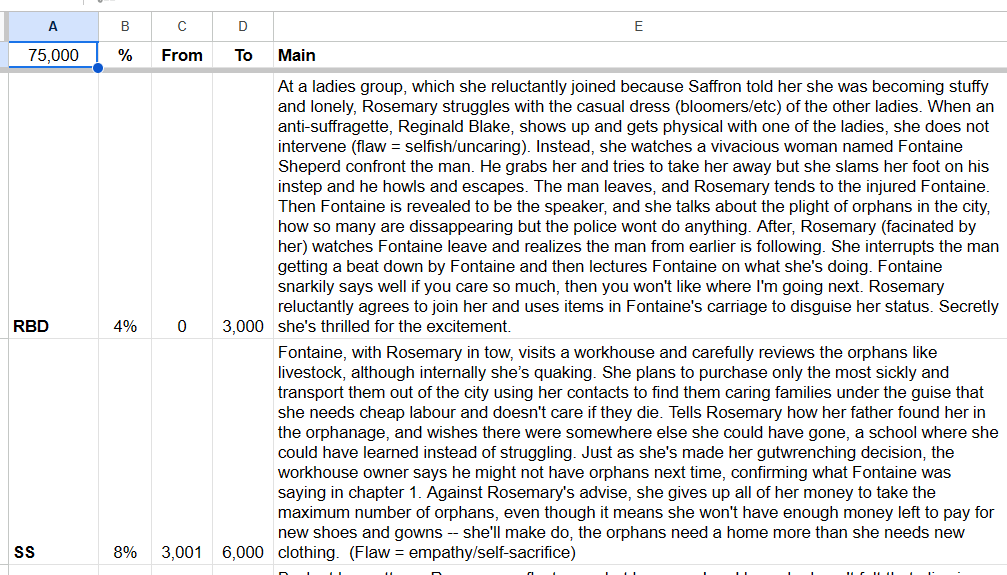 A B C D E
75,000 % From To Main
At a ladies group, which she reluctantly joined because Saffron told her she was becoming stuffy
and lonely, Rosemary struggles with the casual dress (bloomers/etc) of the other ladies. When an
anti-suffragette, Reginald Blake, shows up and gets physical with one of the ladies, she does not
intervene (flaw = selfish/uncaring). Instead, she watches a vivacious woman named Fontaine
Sheperd confront the man. He grabs her and tries to take her away but she slams her foot on his
instep and he howls and escapes. The man leaves, and Rosemary tends to the injured Fontaine.
Then Fontaine is revealed to be the speaker, and she talks about the plight of orphans in the city,
how so many are dissappearing but the police wont do anything. After, Rosemary (facinated by
her) watches Fontaine leave and realizes the man from earlier is following. She interrupts the man
getting a beat down by Fontaine and then lectures Fontaine on what she's doing. Fontaine
snarkily says well if you care so much, then you won't like where I'm going next. Rosemary
reluctantly agrees to join her and uses items in Fontaine's carriage to disguise her status. Secretly
RBD 4% 0 3,000 she's thrilled for the excitement.
Fontaine, with Rosemary in tow, visits a workhouse and carefully reviews the orphans like
livestock, although internally she's quaking. She plans to purchase only the most sickly and
transport them out of the city using her contacts to find them caring families under the guise that
she needs cheap labour and doesn't care if they die. Tells Rosemary how her father found her in
the orphanage, and wishes there were somewhere else she could have gone, a school where she
could have learned instead of struggling. Just as she's made her gutwrenching decision, the
workhouse owner says he might not have orphans next time, confirming what Fontaine was
saying in chapter 1. Against Rosemary's advise, she gives up all of her money to take the
maximum number of orphans, even though it means she won't have enough money left to pay for
new shoes and gowns -- she'll make do, the orphans need a home more than she needs new
SS 8% 3,001 6,000 clothing. (Flaw = empathy/self-sacrifice)